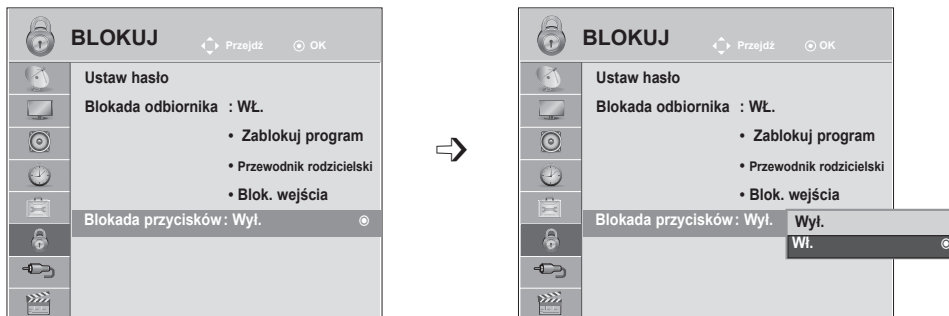 BLOKUJ Przejdź OK
Ustaw hasło
Blokada odbiornika : WŁ.
• Zablokuj program
• Przewodnik rodzicielski
• Blok. wejścia
Blokada przycisków : Wył.
BLOKUJ Przejdź OK
Ustaw hasło
Blokada odbiornika : WŁ.
• Zablokuj program
• Przewodnik rodzicielski
• Blok. wejścia
Blokada przycisków : Wył.
Wył.
Wł.